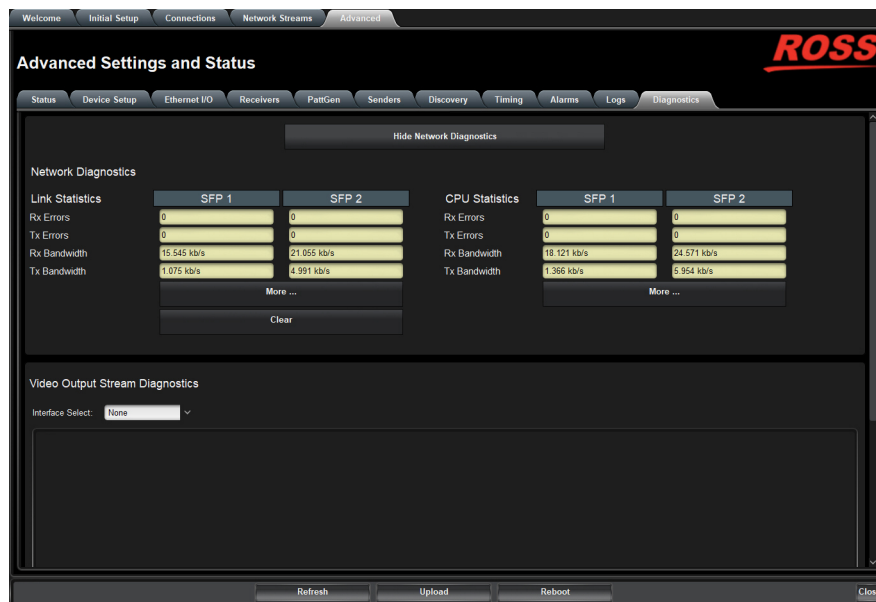 Welcome Initial Setup Connections Network Streams Advanced
ROSS
Advanced Settings and Status
Status Device Setup Ethernet I/O Receivers PattGen Senders Discovery Timing Alarms Logs Diagnostics
Hide Network Diagnostics
Network Diagnostics
Link Statistics SFP 1 SFP 2 CPU Statistics SFP 1 SFP 2
Rx Errors 0 0 Rx Errors 0 0
Tx Errors 0 0 Tx Errors 0 0
Rx Bandwidth 15.545 kb/s 21.055 kb/s Rx Bandwidth 18.121 kb/s 24.571 kb/s
Tx Bandwidth 1.075 kb/s 4.991 kb/s Tx Bandwidth 1.366 kb/s 5.954 kb/s
More ... More ...
Clear
Video Output Stream Diagnostics
Interface Select: None
Refresh Upload Reboot Clos